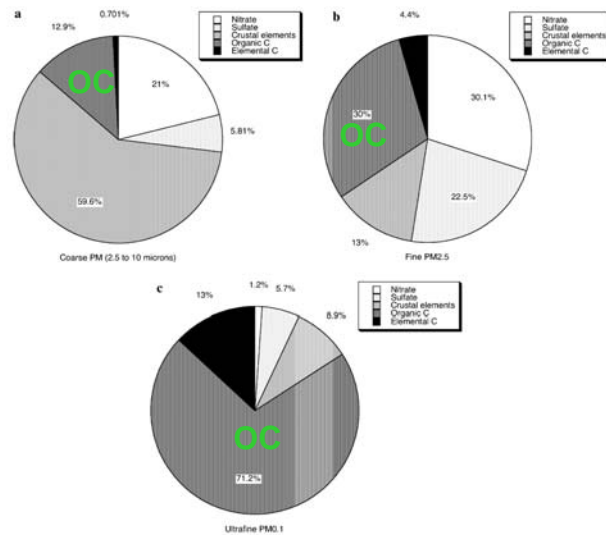 a
Nitrate
Sulfate
Crustal elements
Organic C
Elemental C
0.701%
12.9%
21%
OC
5.81%
59.6%
Coarse PM (2.5 to 10 microns)
b
Nitrate
Sulfate
Crustal elements
Organic C
Elemental C
4.4%
30.1%
30%
OC
22.5%
13%
Fine PM2.5
c
Nitrate
Sulfate
Crustal elements
Organic C
Elemental C
1.2%
5.7%
13%
8.9%
OC
71.2%
Ultrafine PM0.1